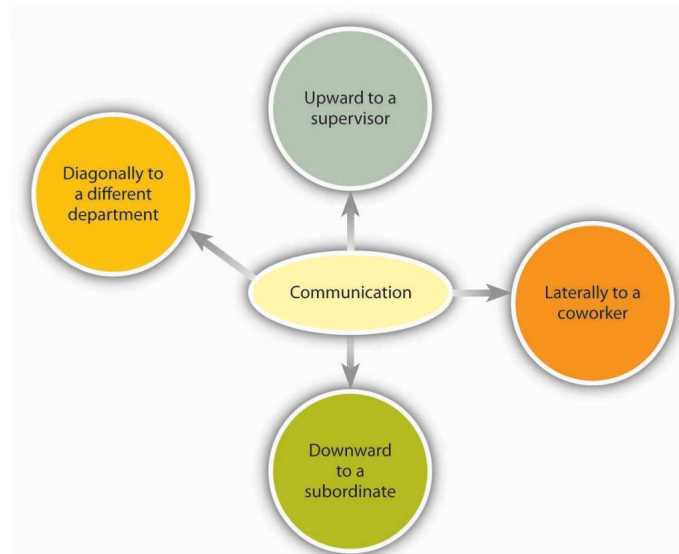 Upward to a
supervisor
Diagonally to
a different
department
Communication
Laterally to a
coworker
Downward
to a
subordinate